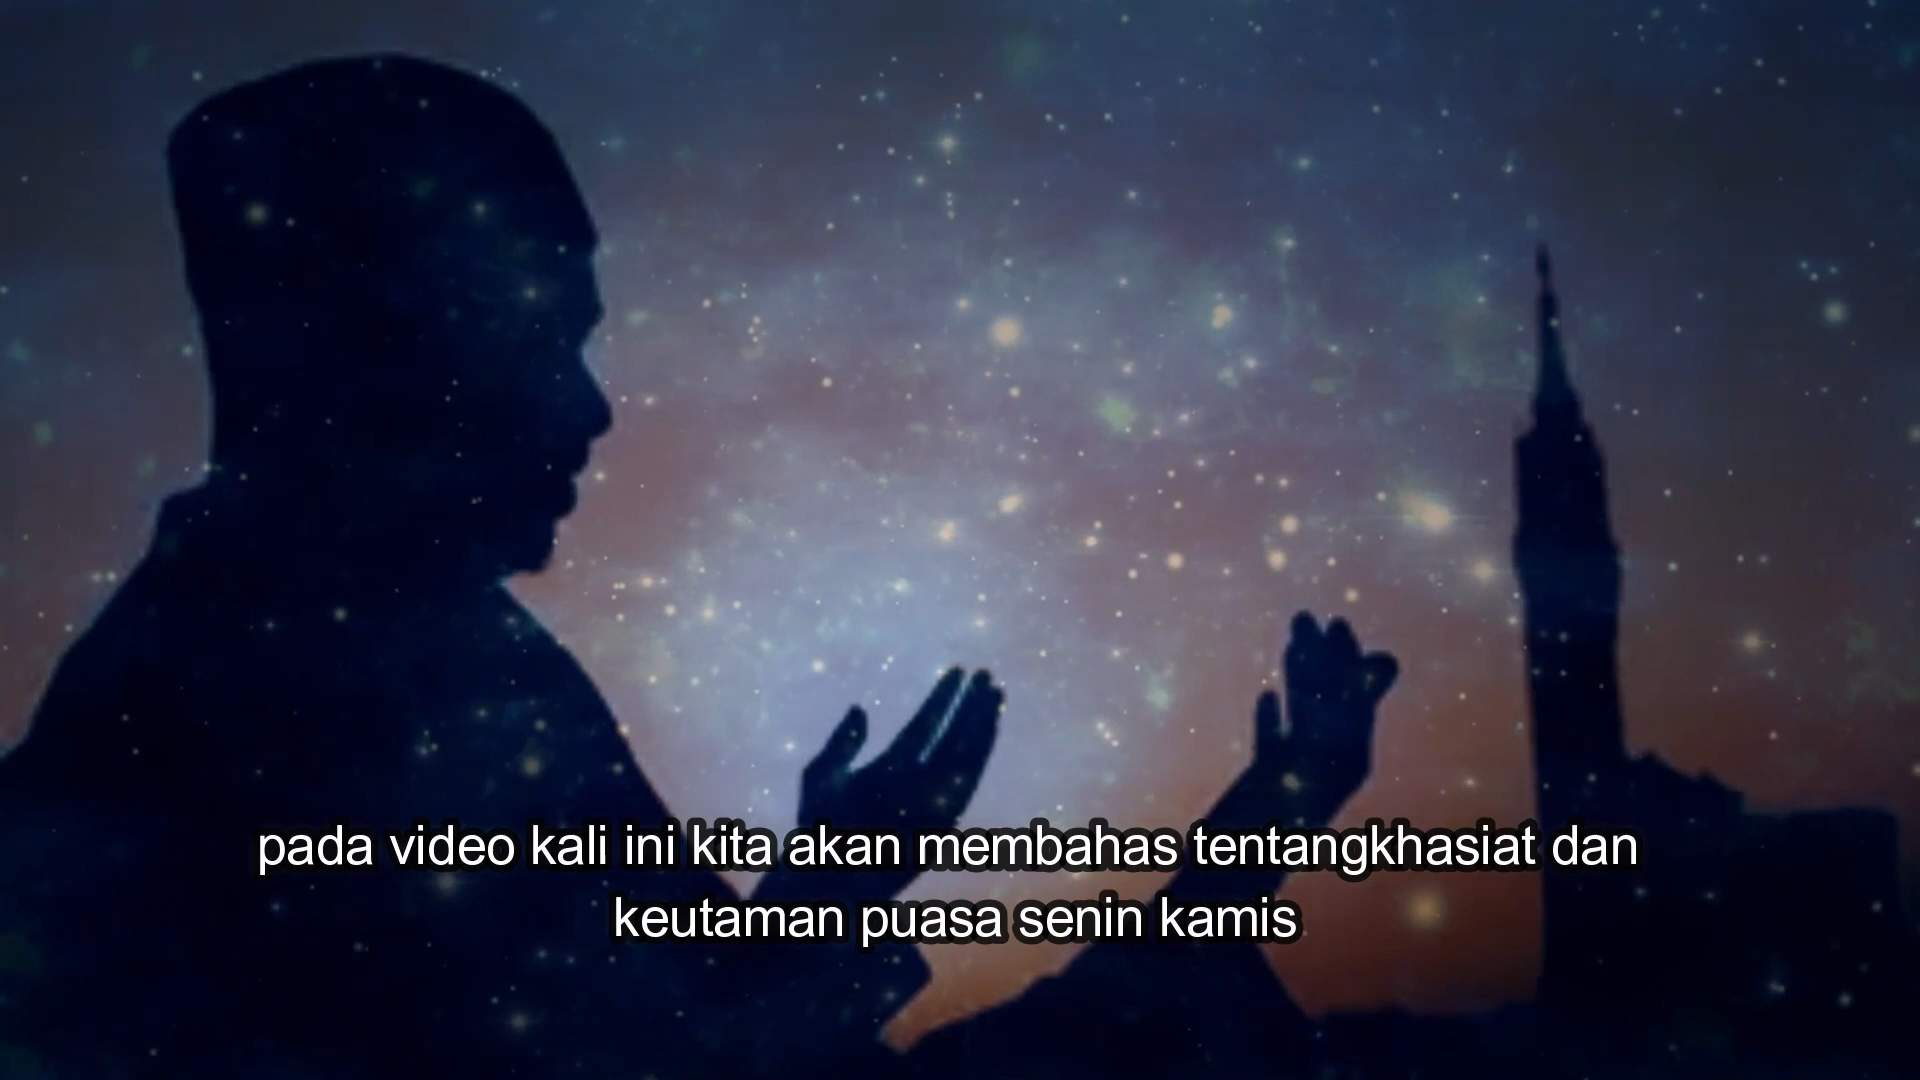 pada video kali ini kita akan membahas tentangkhasiat dan
keutaman puasa senin kamis